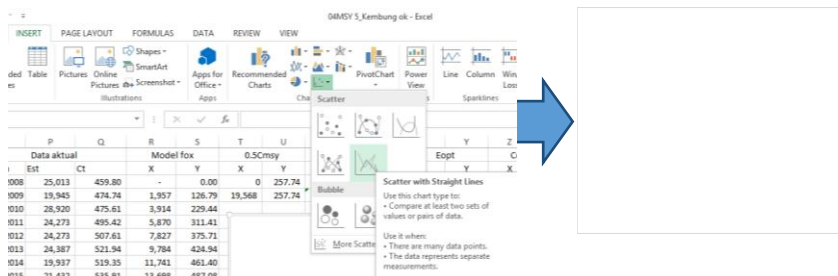 04MSY 5_Kembung ok - Excel
INSERT PAGE LAYOUT FORMULAS DATA REVIEW VIEW
Table Pictures Online Pictures Shapes SmartArt Screenshot Apps for Office Recommended Charts PivotChart Power View Line Column
Illustrations Apps
Sparklines
Scatter
Bubble
Scatter with Straight Lines
Use this chart type to:
• Compare at least two sets of
values or pairs of data.
Use it when:
• There are many data points.
• The data represents separate
measurements.
P Q R S T U Y Z
Data aktual Model fox 0.5Cmsy Eopt
Est Ct X Y X Y Y X
2008 25,013 459.80 - 0.00 0 257.74
2009 19,945 474.74 1,957 126.79 19,568 257.74
2010 28,920 475.61 3,914 229.44
2011 24,273 495.42 5,870 311.41
2012 24,273 507.61 7,827 375.71
2013 24,387 521.94 9,784 424.94
2014 19,937 519.35 11,741 461.40